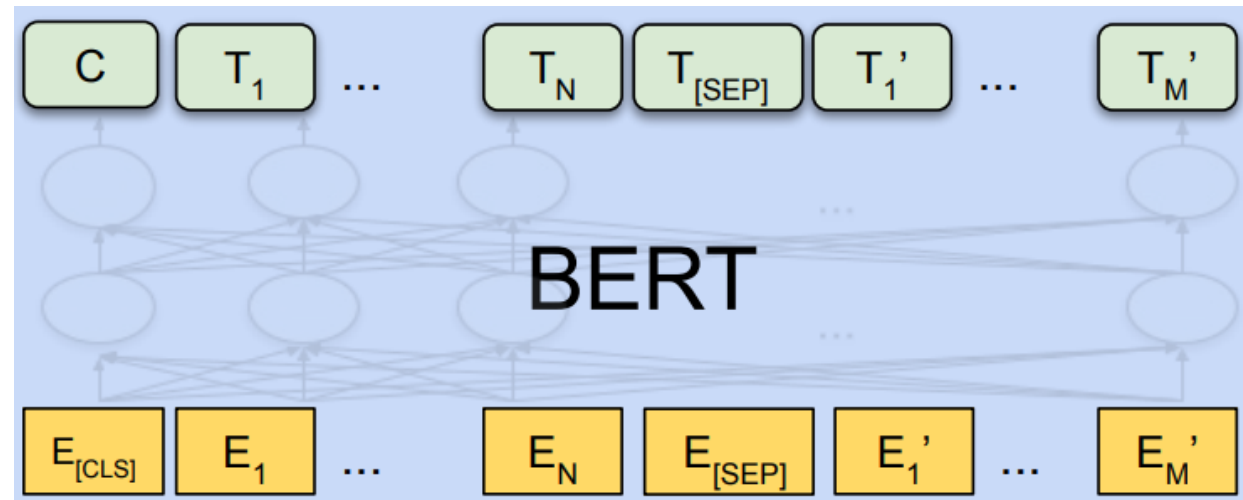 C T1 ... TN T[SEP] T1’ ... TM’
...
BERT
...
E[CLS] E1 ... EN E[SEP] E1’ ... EM’